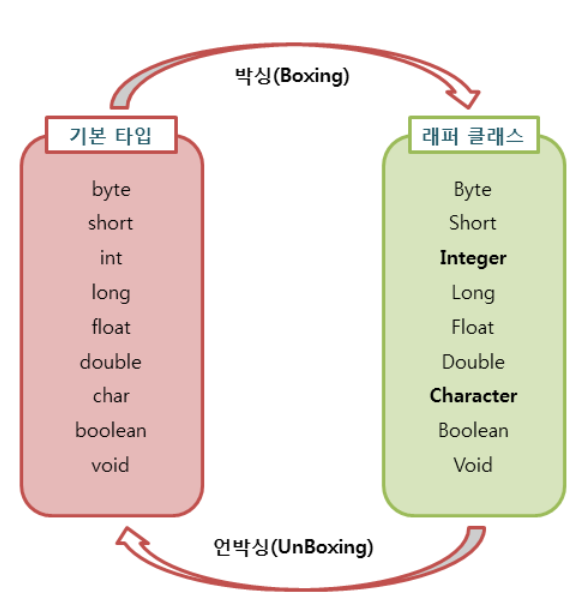 박싱(Boxing)
기본 타입
byte
short
int
long
float
double
char
boolean
void
래퍼 클래스
Byte
Short
Integer
Long
Float
Double
Character
Boolean
Void
언박싱(UnBoxing)